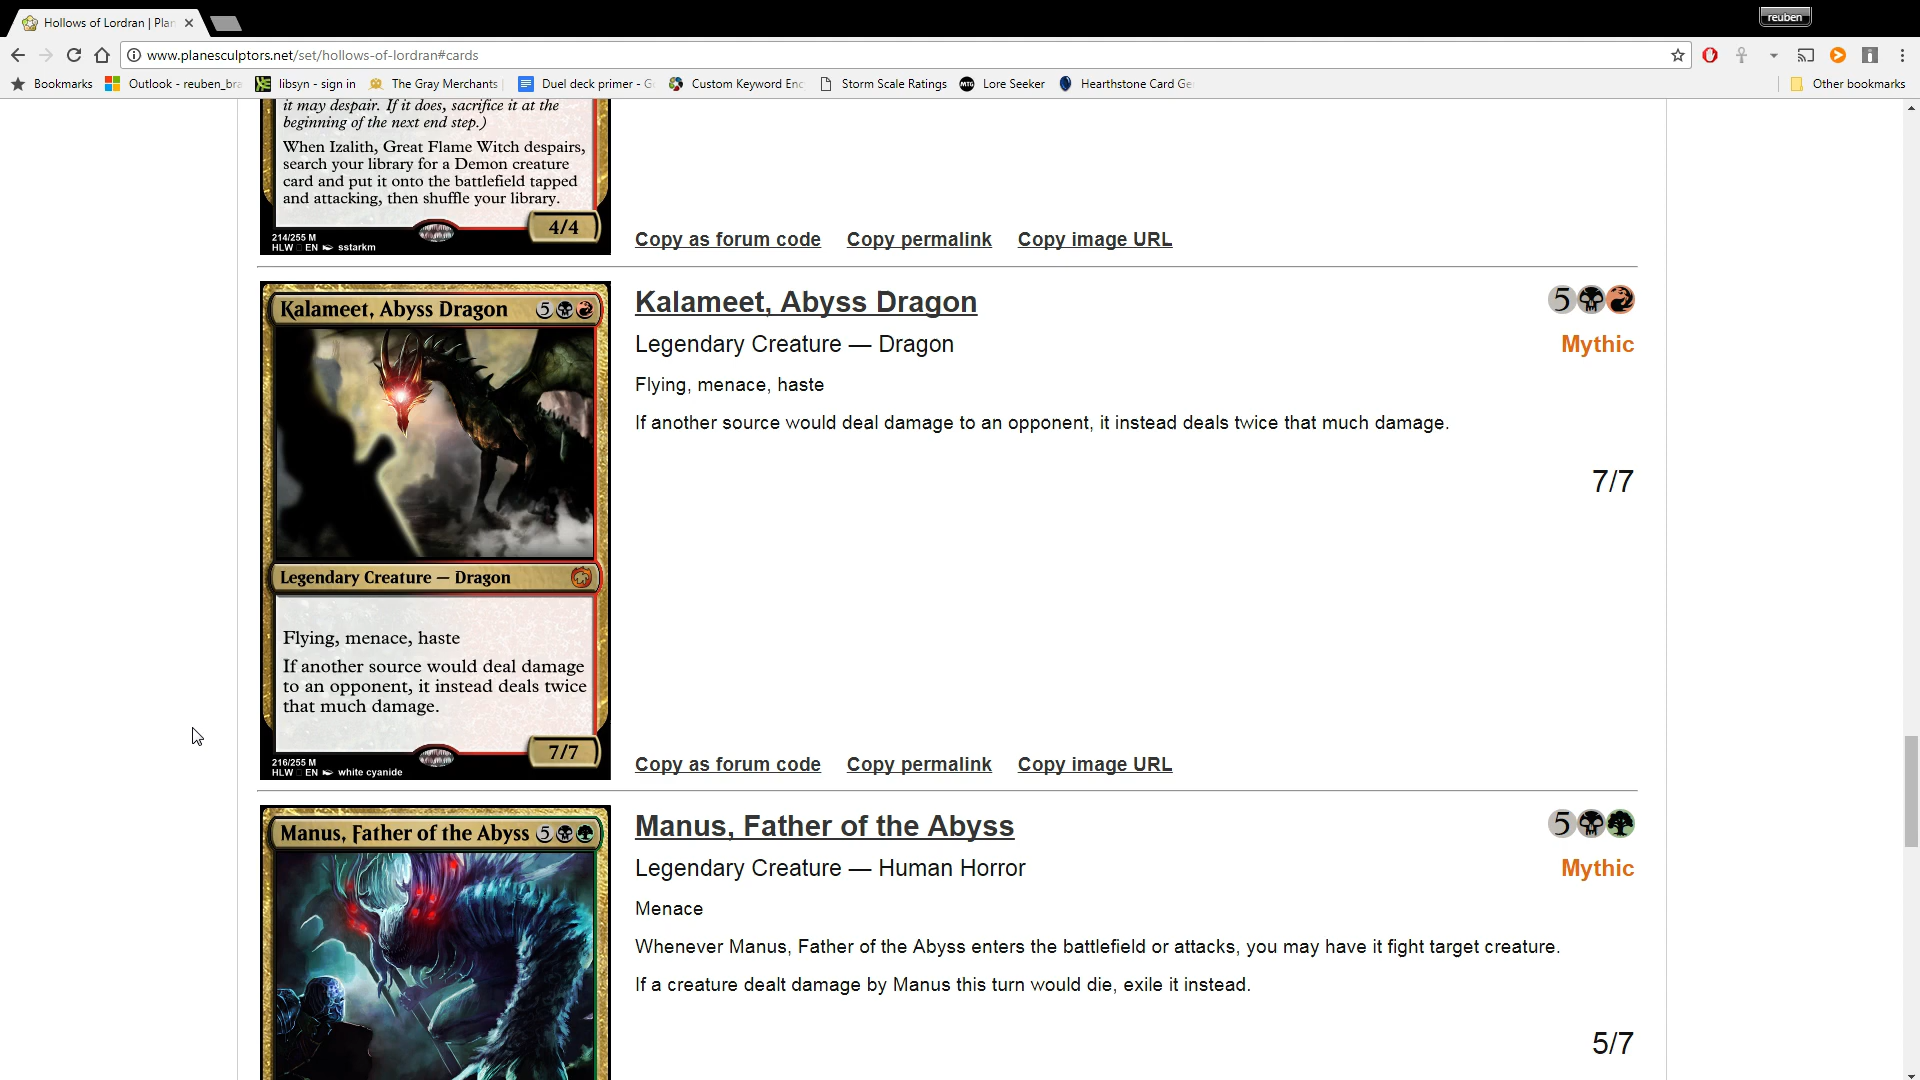 Hollows of Lordran | Plan
reuben
www.planesculptors.net/set/hollows-of-lordran#cards
Bookmarks
Outlook - reuben_bra
libsyn - sign in
The Gray Merchants
Duel deck primer - G
Custom Keyword Enc
Storm Scale Ratings
Lore Seeker
Hearthstone Card Ge
Other bookmarks
it may despair. If it does, sacrifice it at the
beginning of the next end step.)
When Izalith, Great Flame Witch despairs,
search your library for a Demon creature
card and put it onto the battlefield tapped
and attacking, then shuffle your library.
4/4
214/255 M
HLW EN sstarkm
Copy as forum code Copy permalink Copy image URL
Kalameet, Abyss Dragon 5
Legendary Creature — Dragon
Flying, menace, haste
If another source would deal damage
to an opponent, it instead deals twice
that much damage.
7/7
216/255 M
HLW EN white cyanide
Kalameet, Abyss Dragon 5
Legendary Creature — Dragon Mythic
Flying, menace, haste
If another source would deal damage to an opponent, it instead deals twice that much damage.
7/7
Copy as forum code Copy permalink Copy image URL
Manus, Father of the Abyss 5
Manus, Father of the Abyss 5
Legendary Creature — Human Horror Mythic
Menace
Whenever Manus, Father of the Abyss enters the battlefield or attacks, you may have it fight target creature.
If a creature dealt damage by Manus this turn would die, exile it instead.
5/7